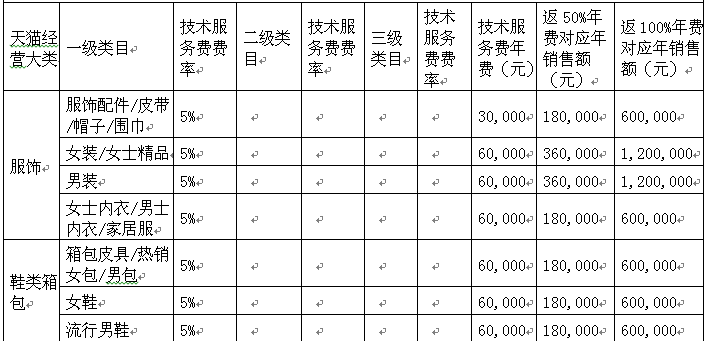 天猫经营大类 一级类目 技术服务费费率 二级类目 技术服务费费率 三级类目 技术服务费费率 技术服务费年费（元） 返50%年费对应年销售额（元） 返100%年费对应年销售额（元）
服饰 服饰配件/皮带/帽子/围巾 5% 30,000 180,000 600,000
女装/女士精品 5% 60,000 360,000 1,200,000
男装 5% 60,000 360,000 1,200,000
女士内衣/男士内衣/家居服 5% 60,000 180,000 600,000
鞋类箱包 箱包皮具/热销女包/男包 5% 60,000 180,000 600,000
女鞋 5% 60,000 180,000 600,000
流行男鞋 5% 60,000 180,000 600,000